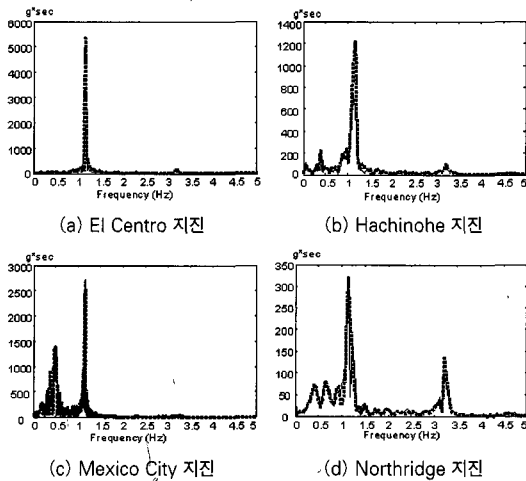 g*sec
6000
5000
4000
3000
2000
1000
0
0 0.5 1 1.5 2 2.5 3 3.5 4 4.5 5
Frequency (Hz)
(a) El Centro 지진
g*sec
1400
1200
1000
800
600
400
200
0
0 0.5 1 1.5 2 2.5 3 3.5 4 4.5 5
Frequency (Hz)
(b) Hachinohe 지진
g*sec
3000
2500
2000
1500
1000
500
0
0 0.5 1 1.5 2 2.5 3 3.5 4 4.5 5
Frequency (Hz)
(c) Mexico City 지진
g*sec
350
300
250
200
150
100
50
0
0 0.5 1 1.5 2 2.5 3 3.5 4 4.5 5
Frequency (Hz)
(d) Northridge 지진